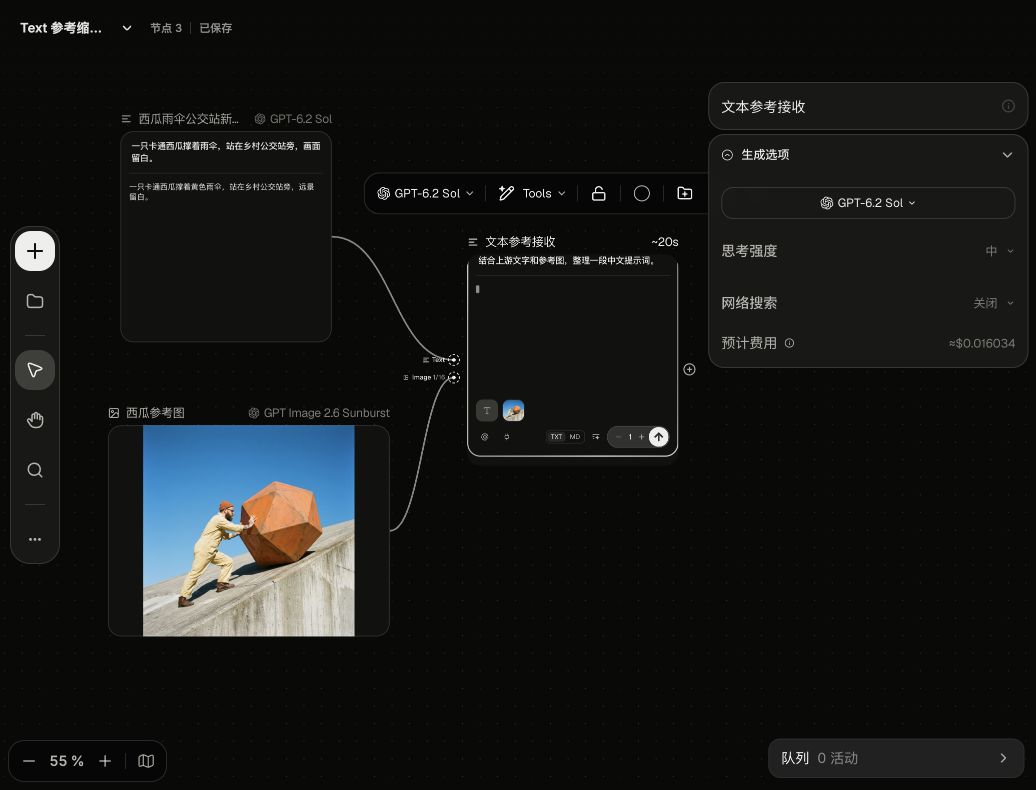 Text 参考缩...
节点 3
已保存
文本参考接收
生成选项
GPT-6.2 Sol
思考强度
中
网络搜索
关闭
预计费用
≈$0.016034
西瓜雨伞公交站新...
GPT-6.2 Sol
一只卡通西瓜撑着雨伞，站在乡村公交站旁，画面
留白。
一只卡通西瓜撑着黄色雨伞，站在乡村公交站旁，远景
留白。
GPT-6.2 Sol
Tools
文本参考接收
~20s
结合上游文字和参考图，整理一段中文提示词。
Text
Image 1/16
T
TXT
MD
1
西瓜参考图
GPT Image 2.6 Sunburst
55 %
队列
0 活动